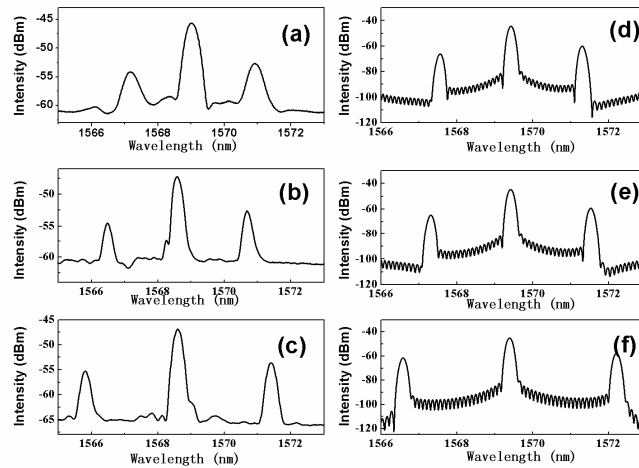 (a)
Intensity (dBm)
-45
-50
-55
-60
1566 1568 1570 1572
Wavelength (nm)
(d)
Intensity (dBm)
-40
-60
-80
-100
-120
1566 1568 1570 1572
Wavelength (nm)
(b)
Intensity (dBm)
-50
-55
-60
1566 1568 1570 1572
Wavelength (nm)
(e)
Intensity (dBm)
-40
-60
-80
-100
-120
1566 1568 1570 1572
Wavelength (nm)
(c)
Intensity (dBm)
-45
-50
-55
-60
-65
1566 1568 1570 1572
Wavelength (nm)
(f)
Intensity (dBm)
-40
-60
-80
-100
-120
1566 1568 1570 1572
Wavelength (nm)